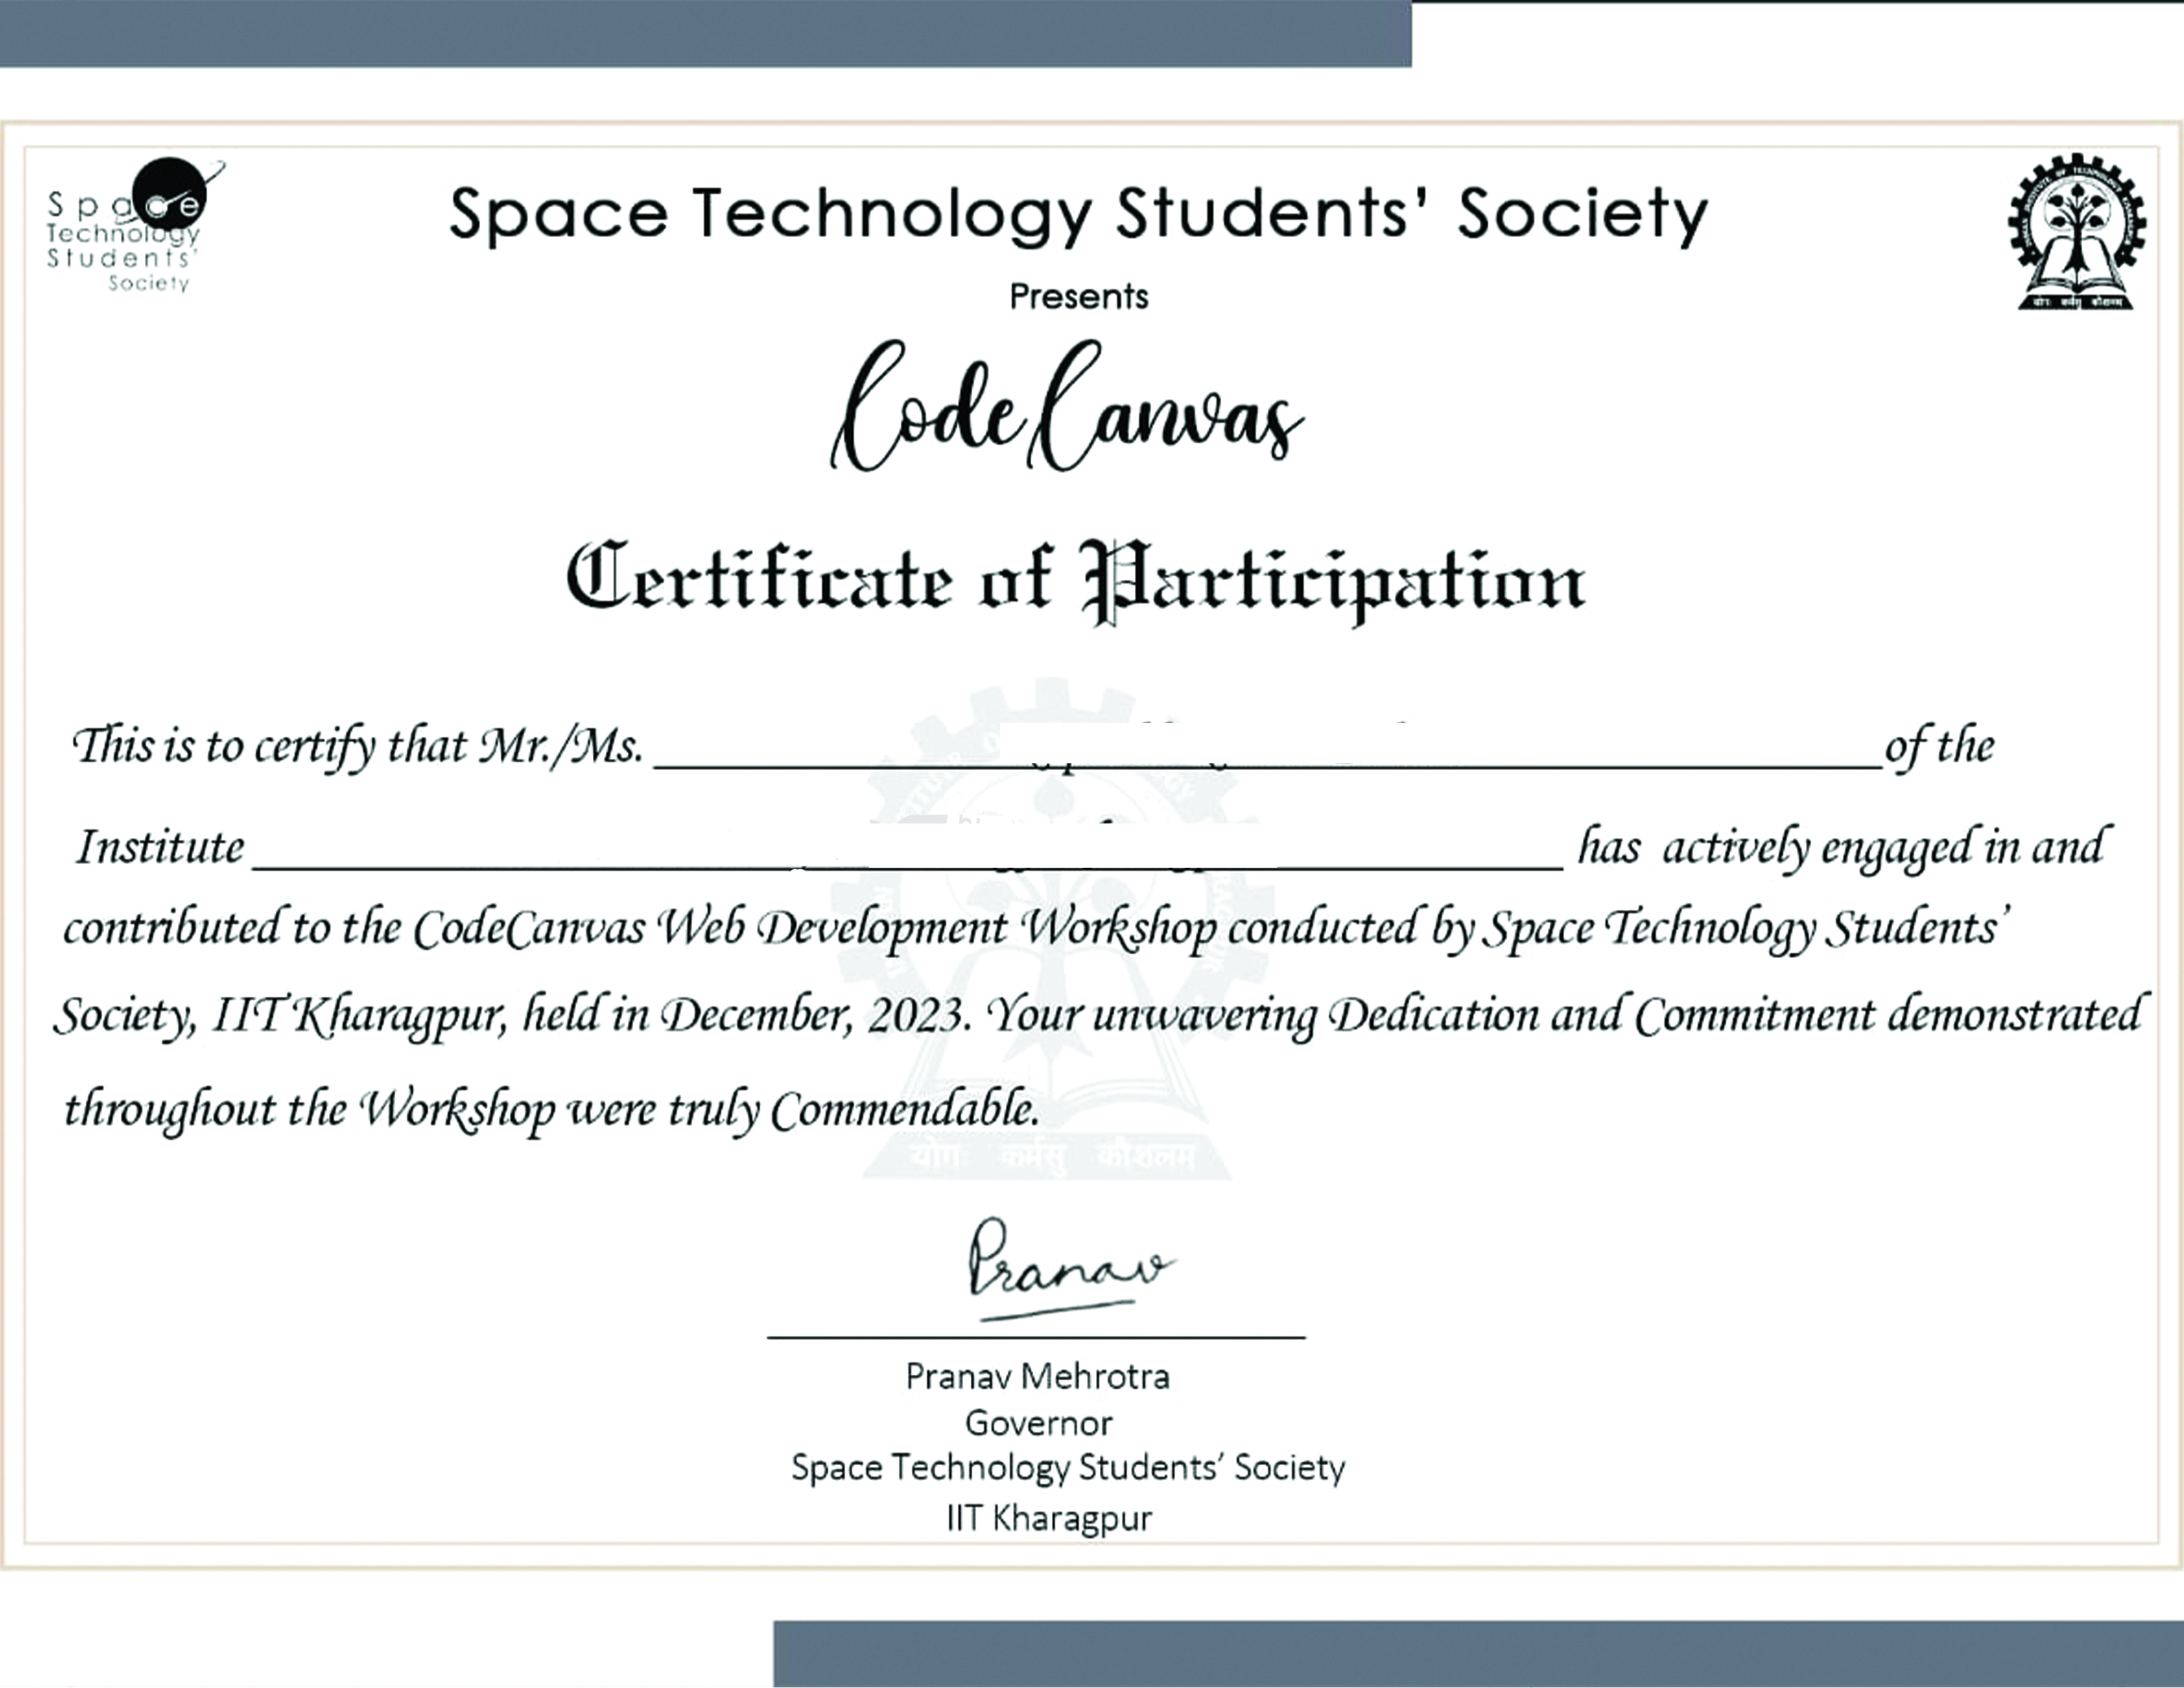 Space
Technology
Students'
Society
Space Technology Students' Society
Presents
CodeCanvas
Certificate of Participation
This is to certify that Mr./Ms. of the
Institute has actively engaged in and
contributed to the CodeCanvas Web Development Workshop conducted by Space Technology Students'
Society, IIT Kharagpur, held in December, 2023. Your unwavering Dedication and Commitment demonstrated
throughout the Workshop were truly Commendable.
योगः कर्मसु कौशलम
Pranav
Pranav Mehrotra
Governor
Space Technology Students' Society
IIT Kharagpur